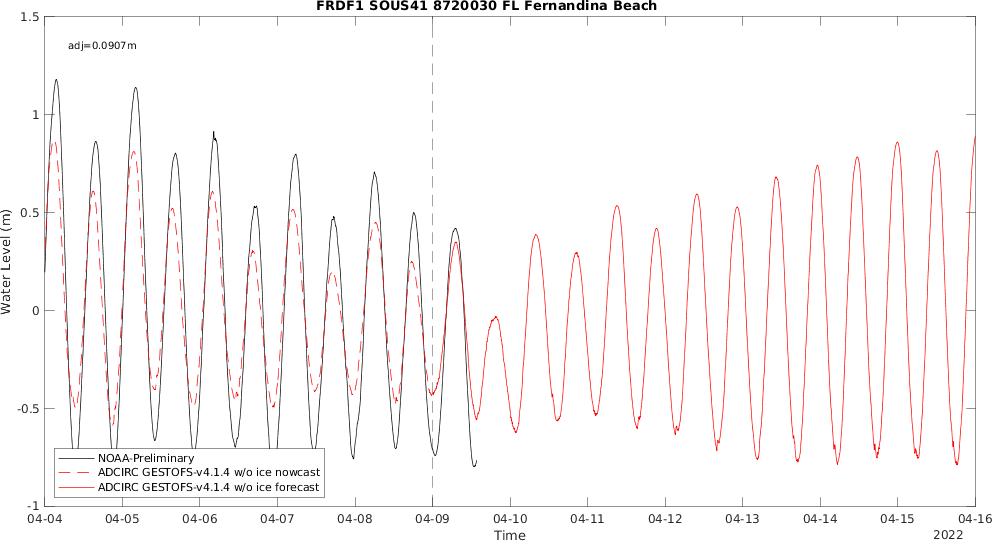 FRDF1 SOUS41 8720030 FL Fernandina Beach
1.5
adj=0.0907m
1
0.5
0
-0.5
-1
Water Level (m)
NOAA-Preliminary
ADCIRC GESTOFS-v4.1.4 w/o ice nowcast
ADCIRC GESTOFS-v4.1.4 w/o ice forecast
04-04 04-05 04-06 04-07 04-08 04-09 04-10 04-11 04-12 04-13 04-14 04-15 04-16
Time
2022